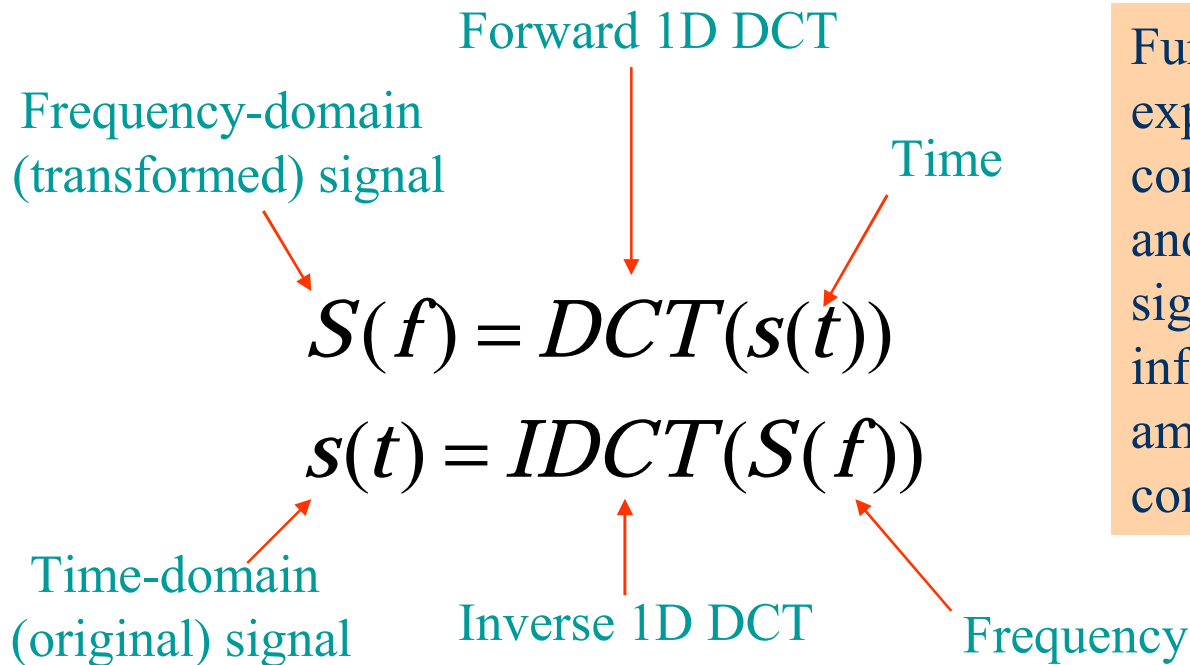 Forward 1D DCT
Frequency-domain
(transformed) signal
Time
S(f) = DCT(s(t))
s(t) = IDCT(S(f))
Time-domain
(original) signal
Inverse 1D DCT
Frequency